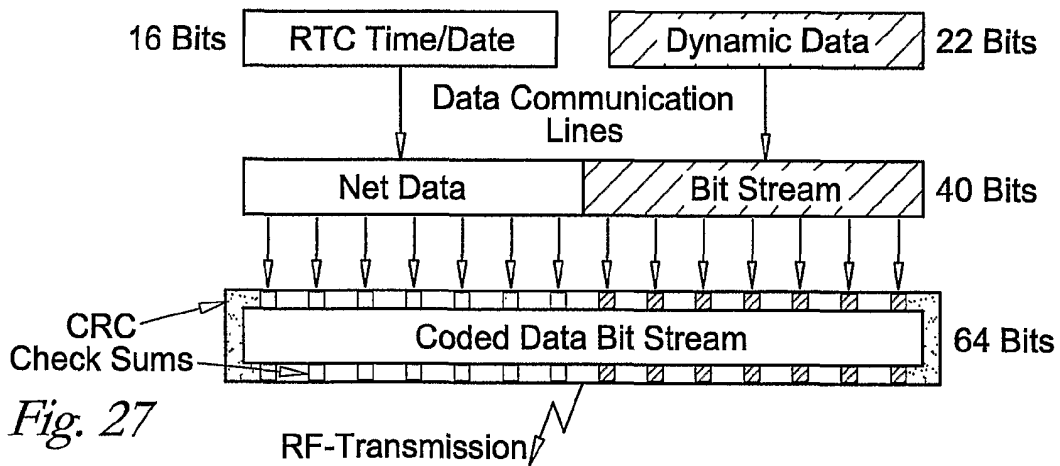 16 Bits
RTC Time/Date
Dynamic Data
22 Bits
Data Communication
Lines
Net Data
Bit Stream
40 Bits
CRC
Check Sums
Coded Data Bit Stream
64 Bits
Fig. 27
RF-Transmission